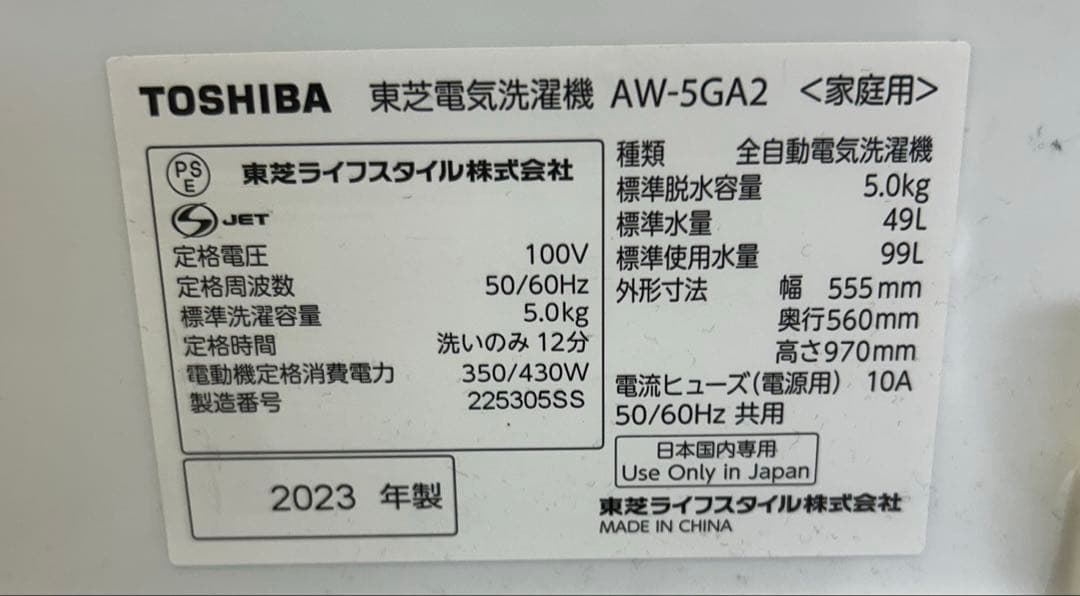 TOSHIBA 東芝電気洗濯機 AW-5GA2 <家庭用>
PS
E
東芝ライフスタイル株式会社
S JET
定格電圧 100V
定格周波数 50/60Hz
標準洗濯容量 5.0kg
定格時間 洗いのみ 12分
電動機定格消費電力 350/430W
製造番号 225305SS
2023 年製
種類 全自動電気洗濯機
標準脱水容量 5.0kg
標準水量 49L
標準使用水量 99L
外形寸法 幅 555mm
奥行560mm
高さ970mm
電流ヒューズ(電源用) 10A
50/60Hz 共用
日本国内専用
Use Only in Japan
東芝ライフスタイル株式会社
MADE IN CHINA